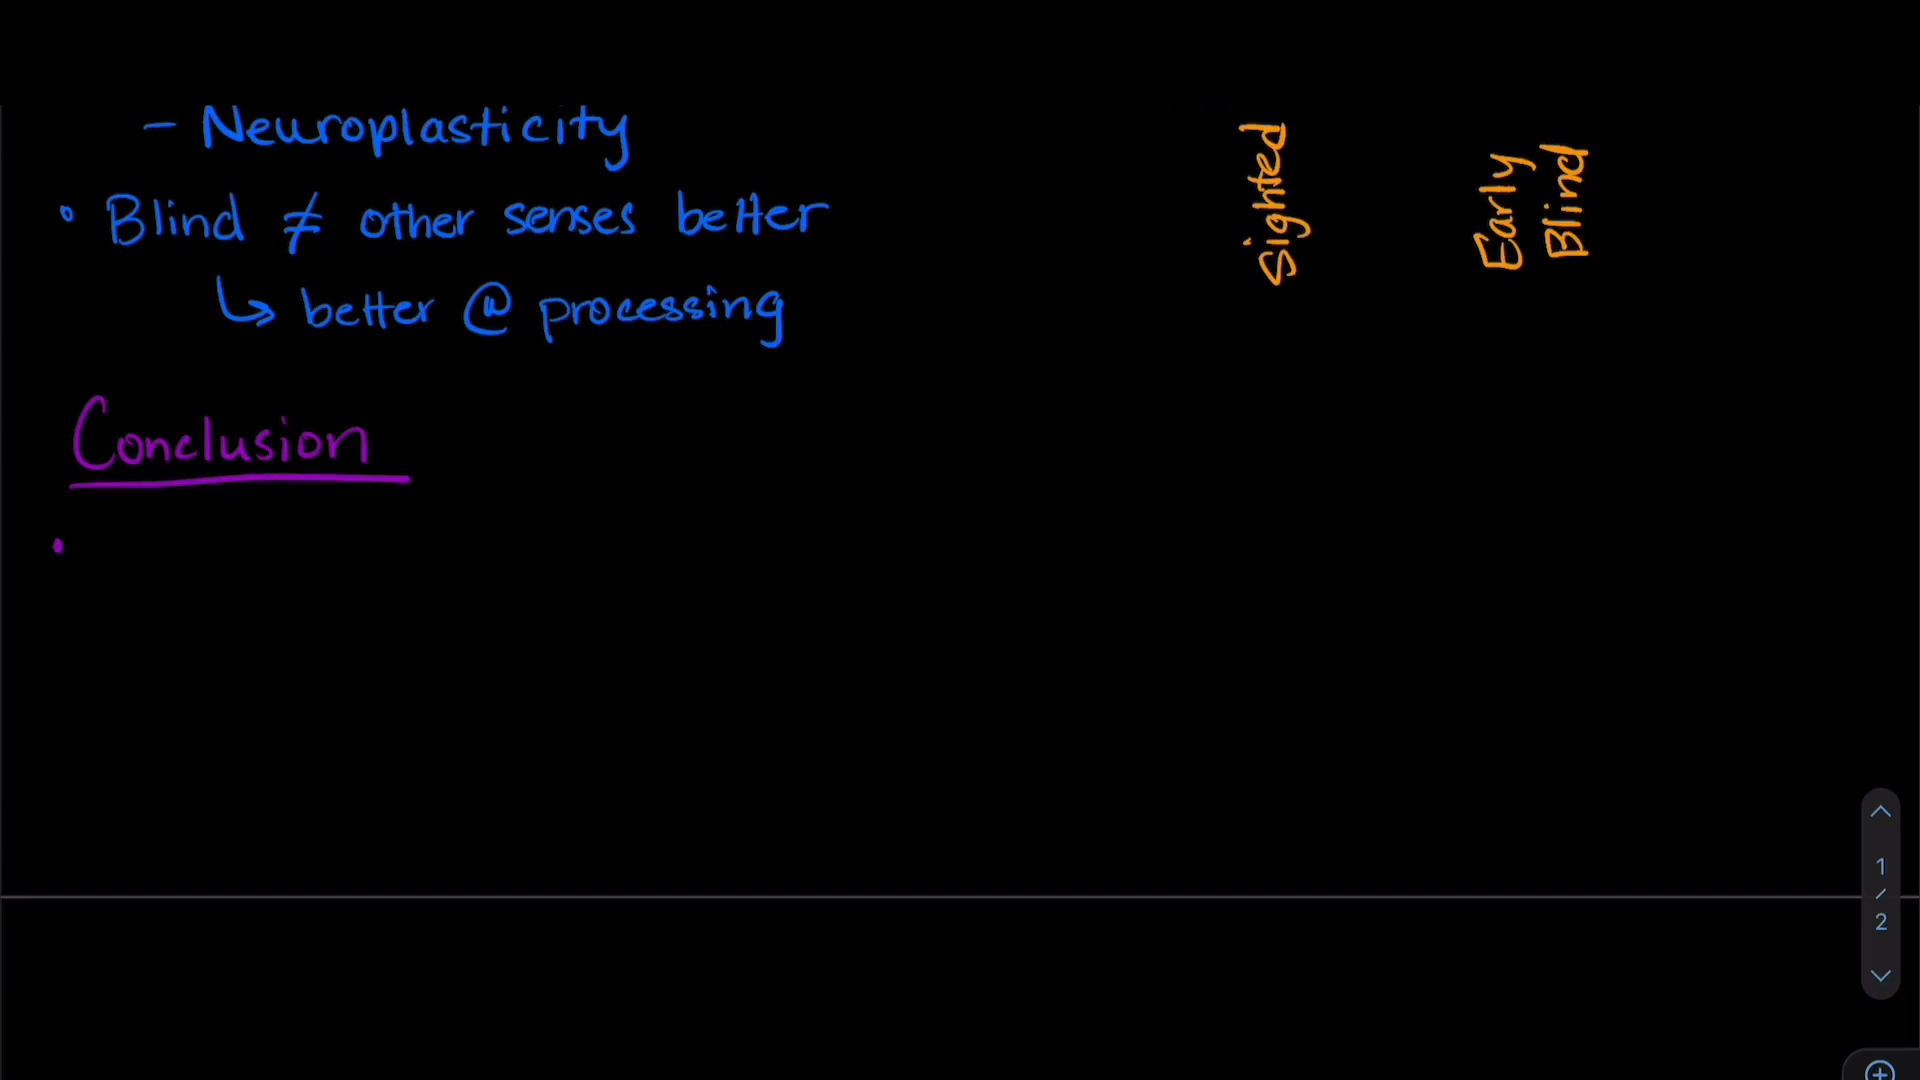 - Neuroplasticity
• Blind ≠ other senses better
↳ better @ processing
Conclusion
•
Sighted
Early
Blind
1
/
2